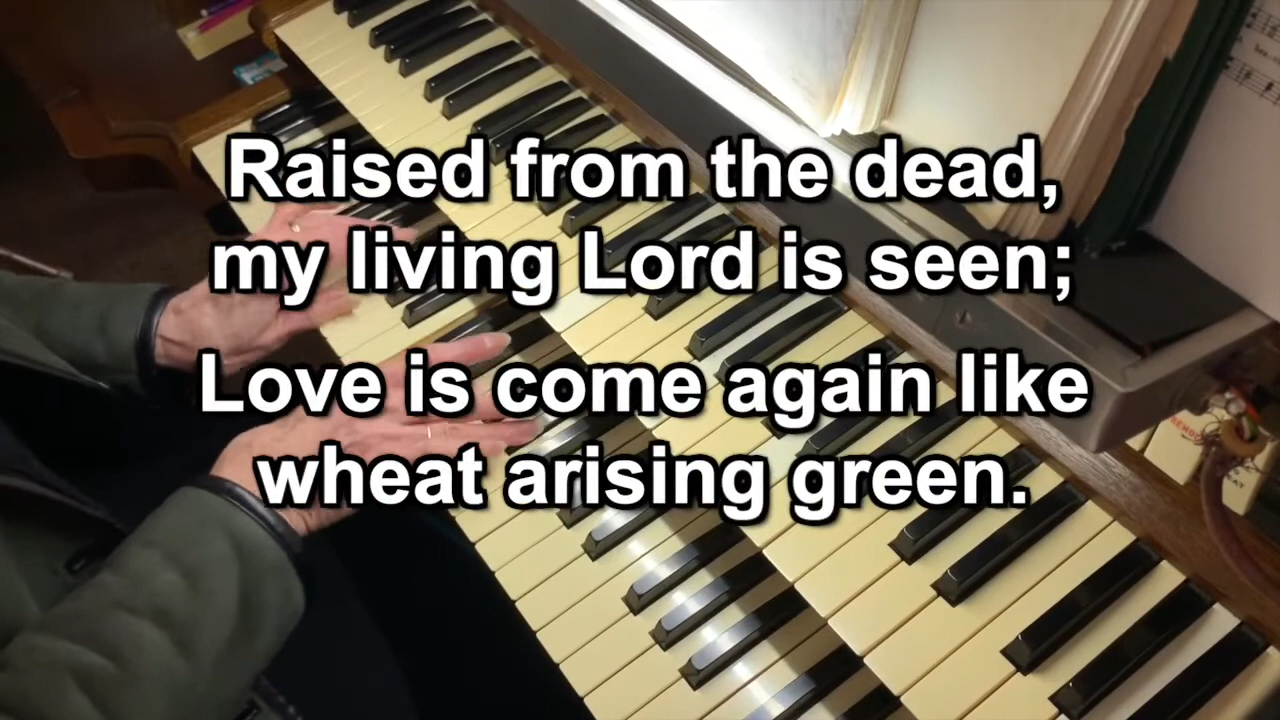 Raised from the dead,
my living Lord is seen;
Love is come again like
wheat arising green.